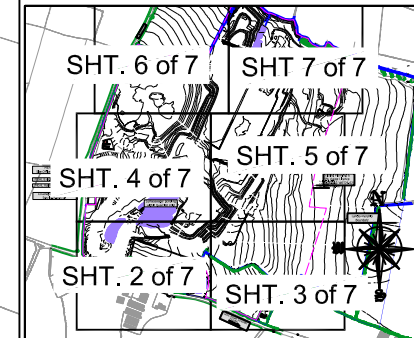 SHT. 6 of 7
SHT 7 of 7
SHT. 5 of 7
SHT. 4 of 7
SHT. 2 of 7
SHT. 3 of 7